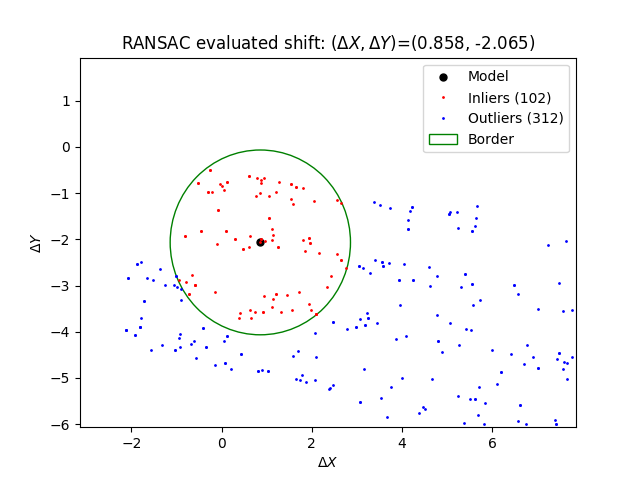 RANSAC evaluated shift: (ΔX, ΔY)=(0.858, -2.065)
Model
Inliers (102)
Outliers (312)
Border
1
0
−1
−2
−3
−4
−5
−6
ΔY
−2
0
2
4
6
ΔX